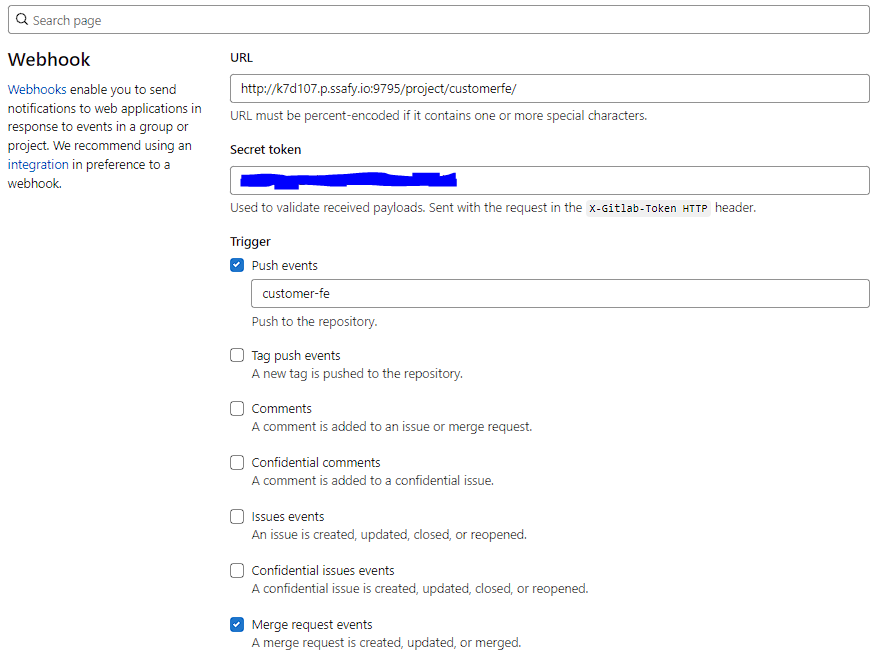 Search page
Webhook
Webhooks enable you to send
notifications to web applications in
response to events in a group or
project. We recommend using an
integration in preference to a
webhook.
URL
http://k7d107.p.ssafy.io:9795/project/customerfe/
URL must be percent-encoded if it contains one or more special characters.
Secret token
Used to validate received payloads. Sent with the request in the X-Gitlab-Token HTTP header.
Trigger
Push events
customer-fe
Push to the repository.
Tag push events
A new tag is pushed to the repository.
Comments
A comment is added to an issue or merge request.
Confidential comments
A comment is added to a confidential issue.
Issues events
An issue is created, updated, closed, or reopened.
Confidential issues events
A confidential issue is created, updated, closed, or reopened.
Merge request events
A merge request is created, updated, or merged.